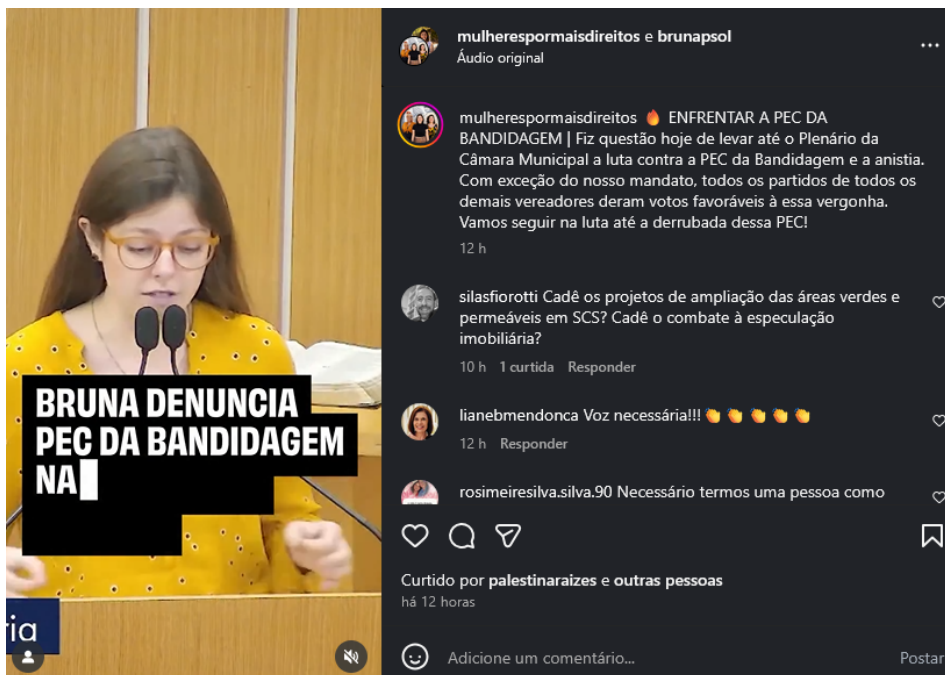 mulherespormaisdireitos e brunapsol
Áudio original
mulherespormaisdireitos 🔥 ENFRENTAR A PEC DA
BANDIDAGEM | Fiz questão hoje de levar até o Plenário da
Câmara Municipal a luta contra a PEC da Bandidagem e a anistia.
Com exceção do nosso mandato, todos os partidos de todos os
demais vereadores deram votos favoráveis à essa vergonha.
Vamos seguir na luta até a derrubada dessa PEC!
12 h
silasfiorotti Cadê os projetos de ampliação das áreas verdes e
permeáveis em SCS? Cadê o combate à especulação
imobiliária?
10 h 1 curtida Responder
lianebmendonca Voz necessária!!! 👏 👏 👏 👏 👏
12 h Responder
rosimeiresilva.silva.90 Necessário termos uma pessoa como
Curtido por palestinaraizes e outras pessoas
há 12 horas
Adicione um comentário...
Postar
BRUNA DENUNCIA
PEC DA BANDIDAGEM
NA
ia